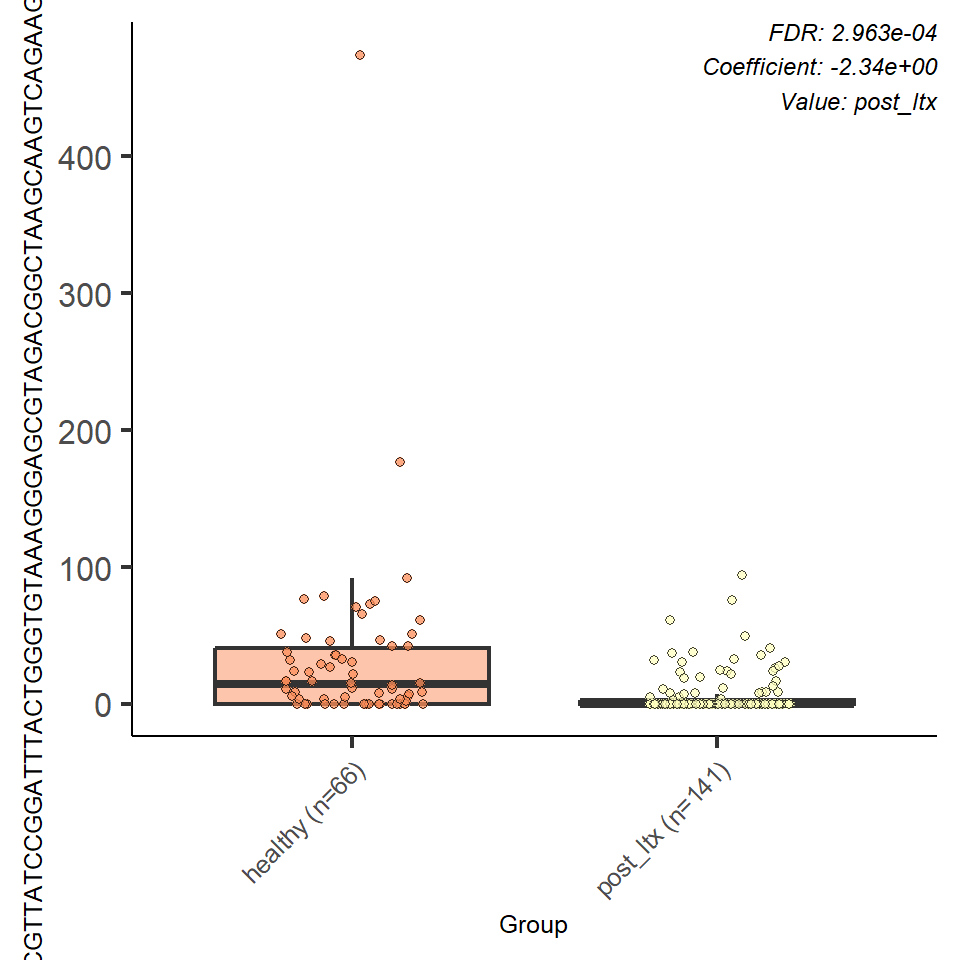 FDR: 2.963e-04
Coefficient: -2.34e+00
Value: post_ltx
CGTTATCCGGATTTACTGGGTGTAAAGGGAGCGTAGACGGCTAAGCAAGTCAGAAG
400
300
200
100
0
healthy (n=66)
post_ltx (n=141)
Group